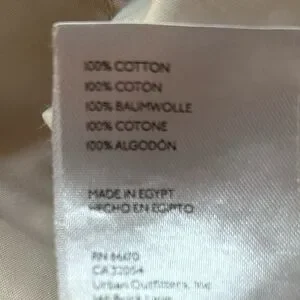 100% COTTON
100% COTON
100% BAUMWOLLE
100% COTONE
100% ALGODÓN
MADE IN EGYPT
HECHO EN EGIPTO
RN 66170
CA 32054
Urban Outfitters, Inc